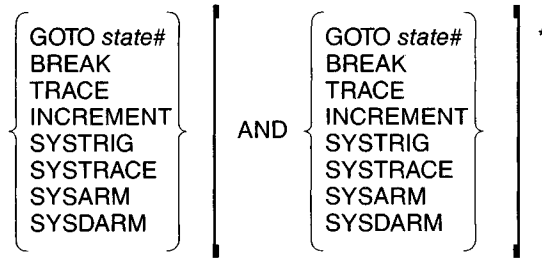 GOTO state#
BREAK
TRACE
INCREMENT
SYSTRIG
SYSTRACE
SYSARM
SYSDARM
AND
GOTO state#
BREAK
TRACE
INCREMENT
SYSTRIG
SYSTRACE
SYSARM
SYSDARM
*